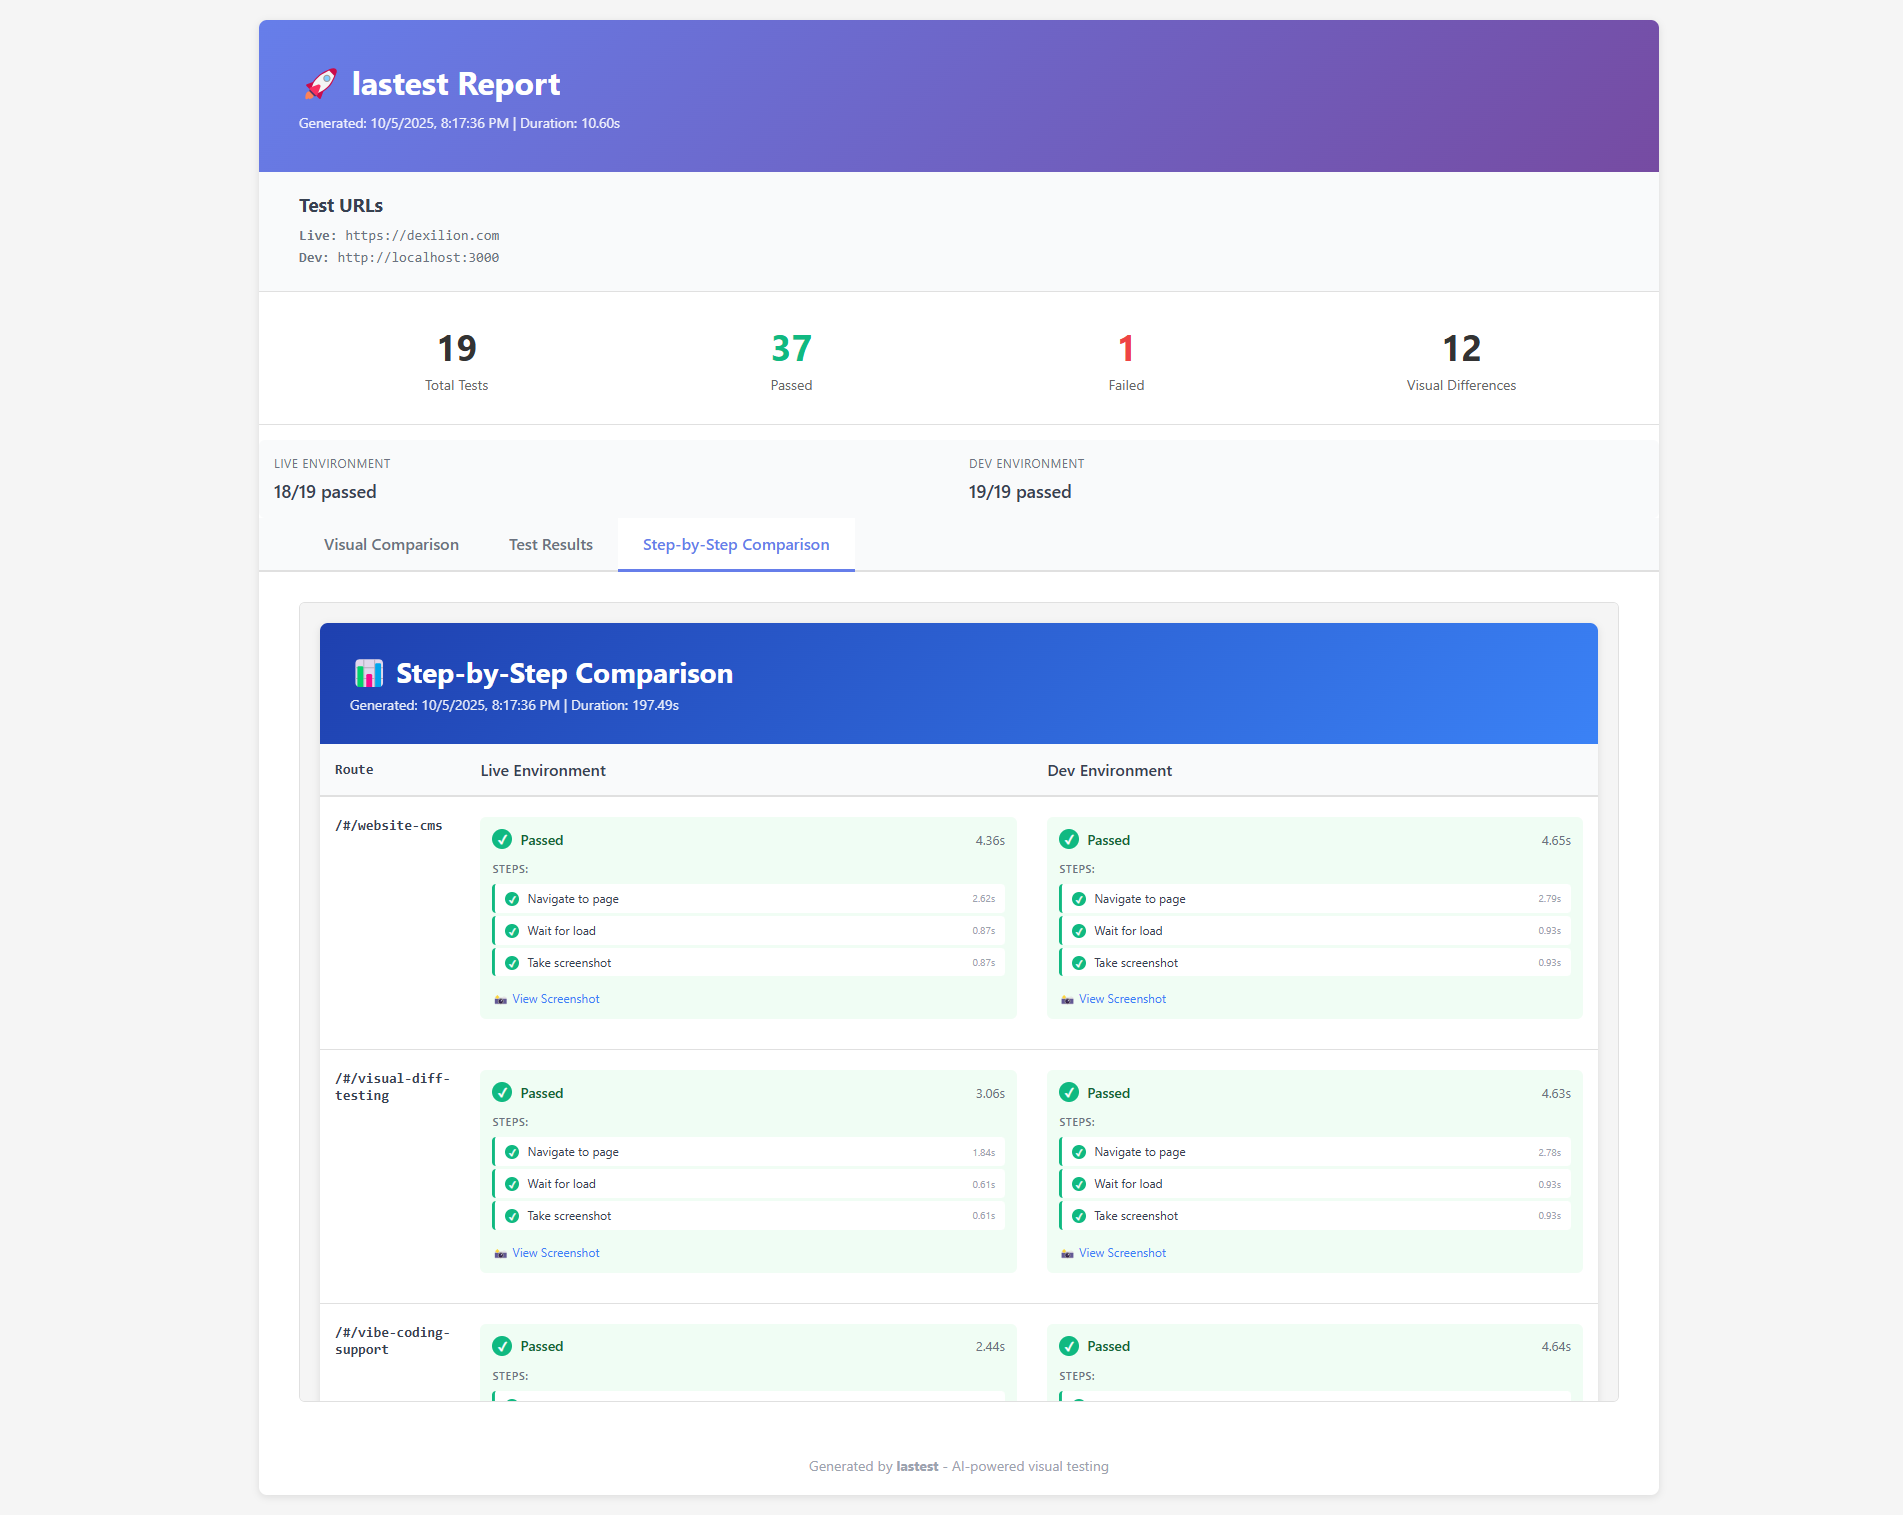 lastest Report
Generated: 10/5/2025, 8:17:36 PM | Duration: 10.60s
Test URLs
Live: https://dexilion.com
Dev: http://localhost:3000
19
Total Tests
37
Passed
1
Failed
12
Visual Differences
LIVE ENVIRONMENT
18/19 passed
DEV ENVIRONMENT
19/19 passed
Visual Comparison
Test Results
Step-by-Step Comparison
Step-by-Step Comparison
Generated: 10/5/2025, 8:17:36 PM | Duration: 197.49s
Route
Live Environment
Dev Environment
/#/website-cms
Passed
4.36s
STEPS:
Navigate to page
2.62s
Wait for load
0.87s
Take screenshot
0.87s
View Screenshot
Passed
4.65s
STEPS:
Navigate to page
2.79s
Wait for load
0.93s
Take screenshot
0.93s
View Screenshot
/#/visual-diff-
testing
Passed
3.06s
STEPS:
Navigate to page
1.84s
Wait for load
0.61s
Take screenshot
0.61s
View Screenshot
Passed
4.63s
STEPS:
Navigate to page
2.78s
Wait for load
0.93s
Take screenshot
0.93s
View Screenshot
/#/vibe-coding-
support
Passed
2.44s
STEPS:
Passed
4.64s
STEPS:
Generated by lastest - AI-powered visual testing